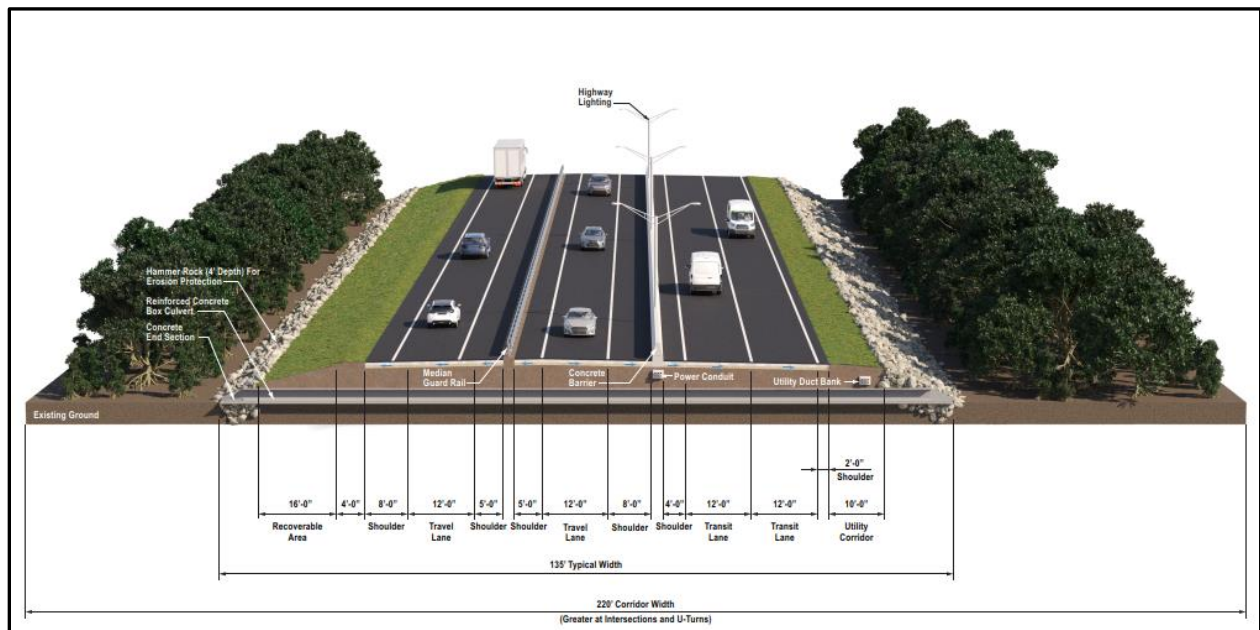 Highway
Lighting
Hammer Rock (4' Depth) For
Erosion Protection
Reinforced Concrete
Box Culvert
Concrete
End Section
Median
Guard Rail
Concrete
Barrier
Power Conduit
Utility Duct Bank
Existing Ground
2'-0"
Shoulder
16'-0" 4'-0" 8'-0" 12'-0" 5'-0" 5'-0" 12'-0" 8'-0" 4'-0" 12'-0" 12'-0" 10'-0"
Recoverable
Area
Shoulder
Travel
Lane
Shoulder
Shoulder
Travel
Lane
Shoulder
Shoulder
Transit
Lane
Transit
Lane
Utility
Corridor
135' Typical Width
220' Corridor Width
(Greater at Intersections and U-Turns)